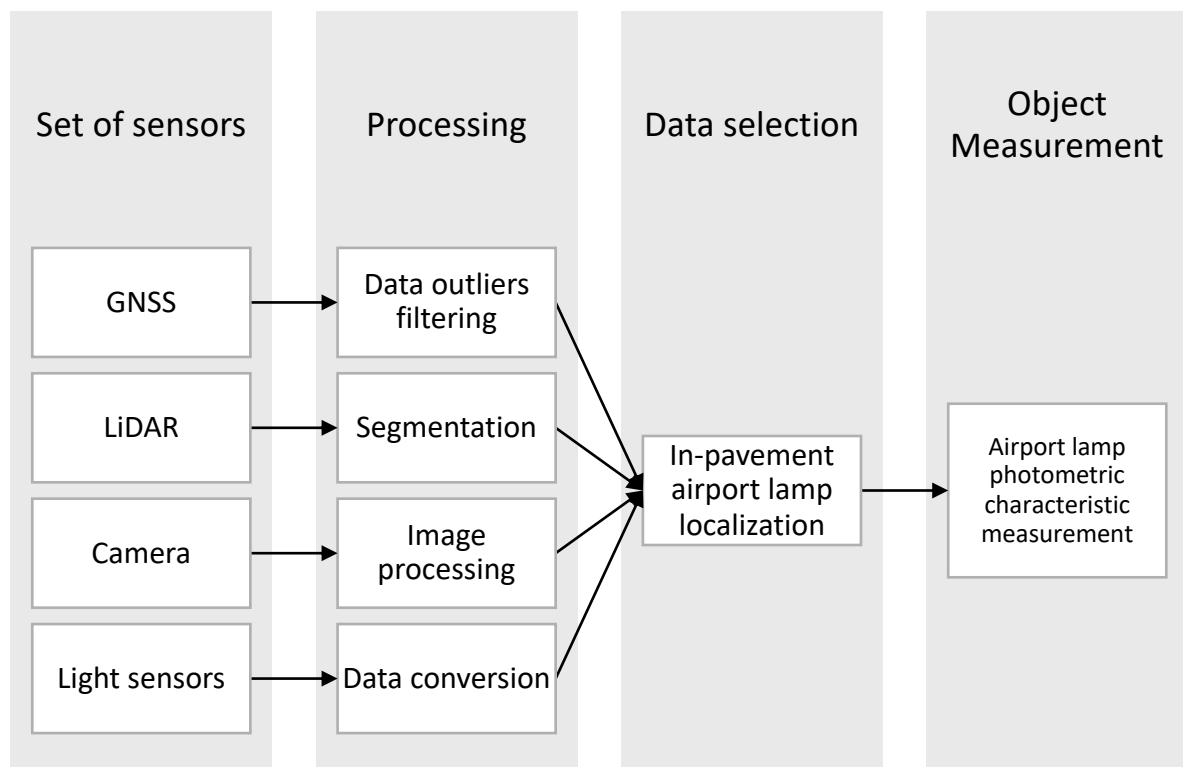 Set of sensors
Processing
Data selection
Object
Measurement
GNSS
Data outliers
filtering
LiDAR
Segmentation
Camera
Image
processing
Light sensors
Data conversion
In-pavement
airport lamp
localization
Airport lamp
photometric
characteristic
measurement